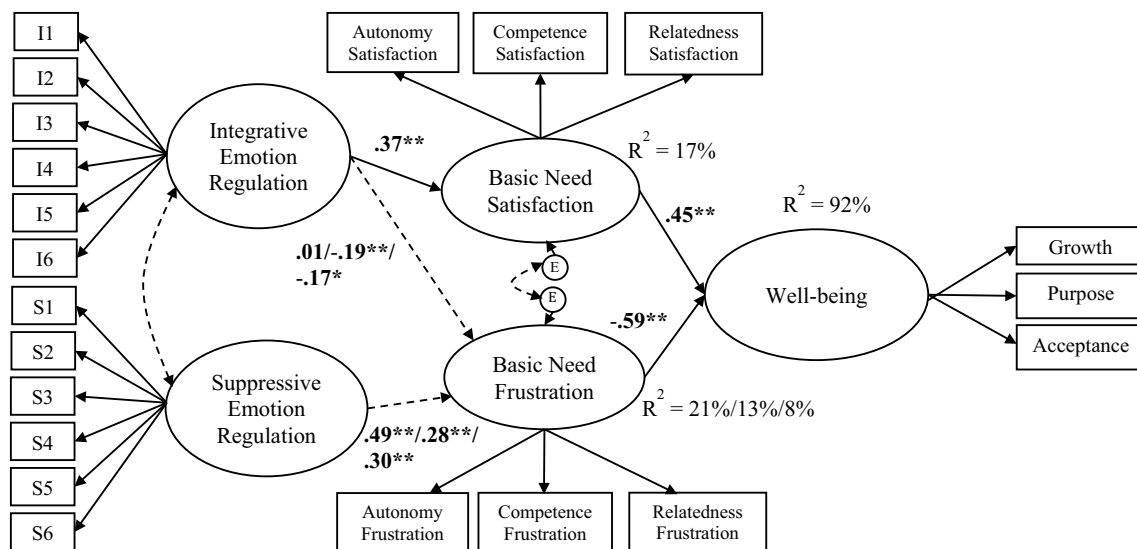 I1
I2
I3
I4
I5
I6
S1
S2
S3
S4
S5
S6
Integrative
Emotion
Regulation
Suppressive
Emotion
Regulation
.37**
.01/-.19**/
-.17*
.49**/.28**/
.30**
Autonomy
Satisfaction
Competence
Satisfaction
Relatedness
Satisfaction
Basic Need
Satisfaction
R² = 17%
E
E
Basic Need
Frustration
R² = 21%/13%/8%
Autonomy
Frustration
Competence
Frustration
Relatedness
Frustration
.45**
-.59**
R² = 92%
Well-being
Growth
Purpose
Acceptance